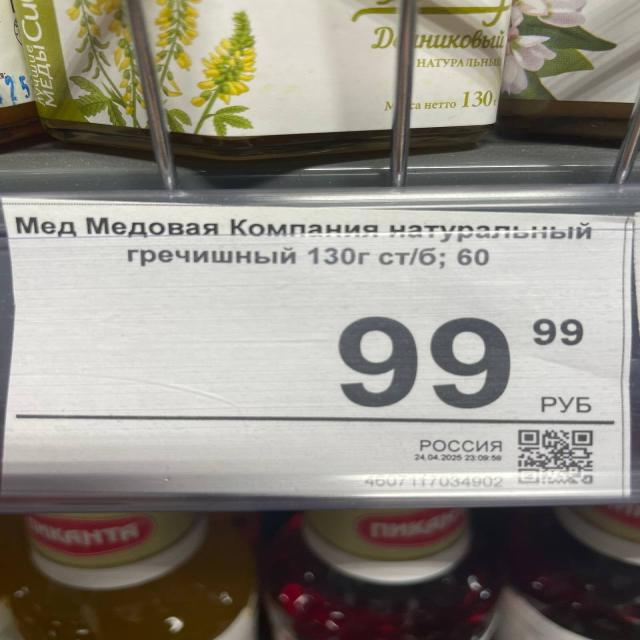 Донниковый
НАТУРАЛЬНЫЙ
Масса нетто 130
Мед Медовая Компания натуральный
гречишный 130г ст/б; 60
99 99
РУБ
РОССИЯ
24.04.2025 23:09:59
4607117034902
ПИКАНТА
ПИКАНТА